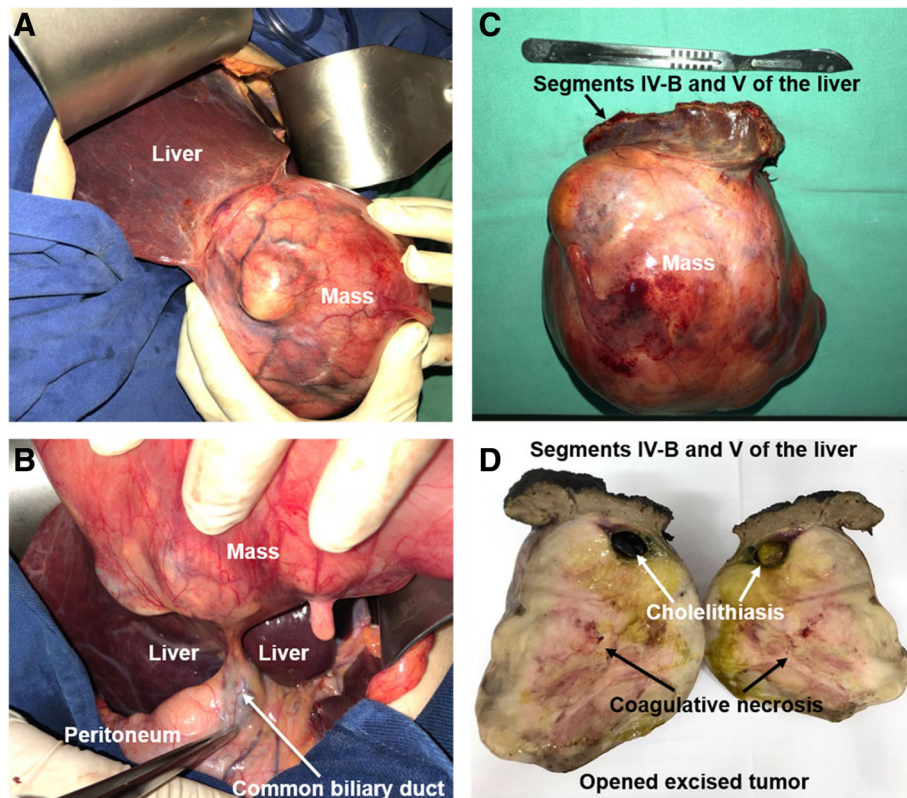 A
Liver
Mass
B
Mass
Liver
Liver
Peritoneum
Common biliary duct
C
Segments IV-B and V of the liver
Mass
D
Segments IV-B and V of the liver
Cholelithiasis
Coagulative necrosis
Opened excised tumor